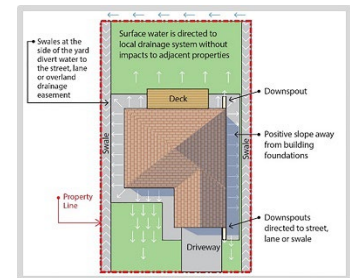 Surface water is directed to
local drainage system without
impacts to adjacent properties
Swales at the
side of the yard
divert water to
the street, lane
or overland
drainage
easement
Deck
Downspout
Swale
Swale
Positive slope away
from building
foundations
Property
Line
Downspouts
directed to street,
lane or swale
Driveway